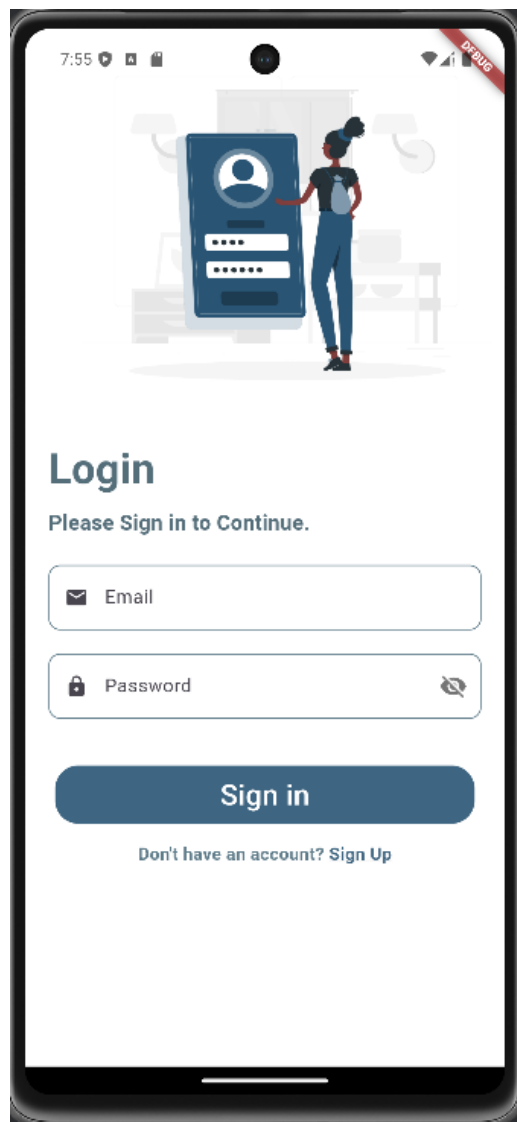 7:55
DEBUG
Login
Please Sign in to Continue.
Email
Password
Sign in
Don't have an account? Sign Up